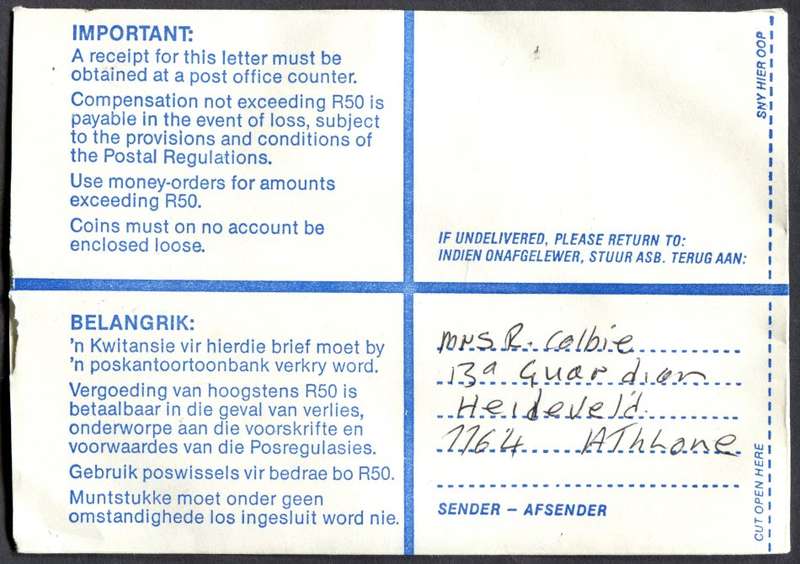 IMPORTANT:
A receipt for this letter must be
obtained at a post office counter.
Compensation not exceeding R50 is
payable in the event of loss, subject
to the provisions and conditions of
the Postal Regulations.
Use money-orders for amounts
exceeding R50.
Coins must on no account be
enclosed loose.
IF UNDELIVERED, PLEASE RETURN TO:
INDIEN ONAFGELEWER, STUUR ASB. TERUG AAN:
SNY HIER OOP
BELANGRIK:
'n Kwitansie vir hierdie brief moet by
'n poskantoortoonbank verkry word.
Vergoeding van hoogstens R50 is
betaalbaar in die geval van verlies,
onderworpe aan die voorskrifte en
voorwaardes van die Posregulasies.
Gebruik poswissels vir bedrae bo R50.
Muntstukke moet onder geen
omstandighede los ingesluit word nie.
Mrs R. Colbie
13a Guardian
Heideveld.
7764 Athlone
SENDER – AFSENDER
CUT OPEN HERE